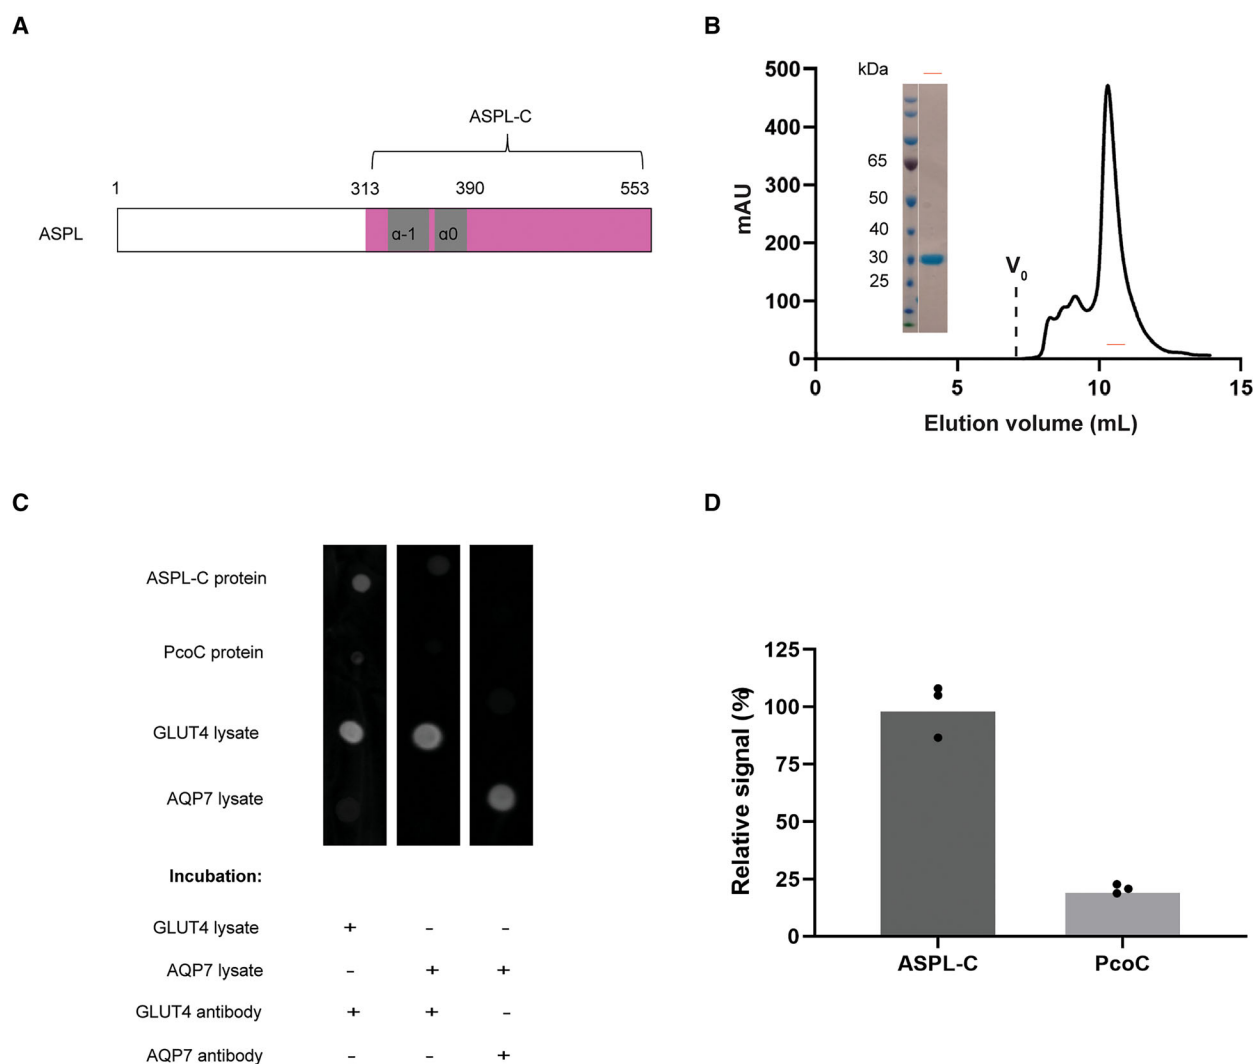 A
ASPL-C
1 313 390 553
ASPL α-1 α0
B
500
400
300
200
100
0
mAU
kDa
65
50
40
30
25
V0
0 5 10 15
Elution volume (mL)
C
ASPL-C protein
PcoC protein
GLUT4 lysate
AQP7 lysate
Incubation:
GLUT4 lysate + - -
AQP7 lysate - + +
GLUT4 antibody + + -
AQP7 antibody - - +
D
125
100
75
50
25
0
Relative signal (%)
ASPL-C PcoC